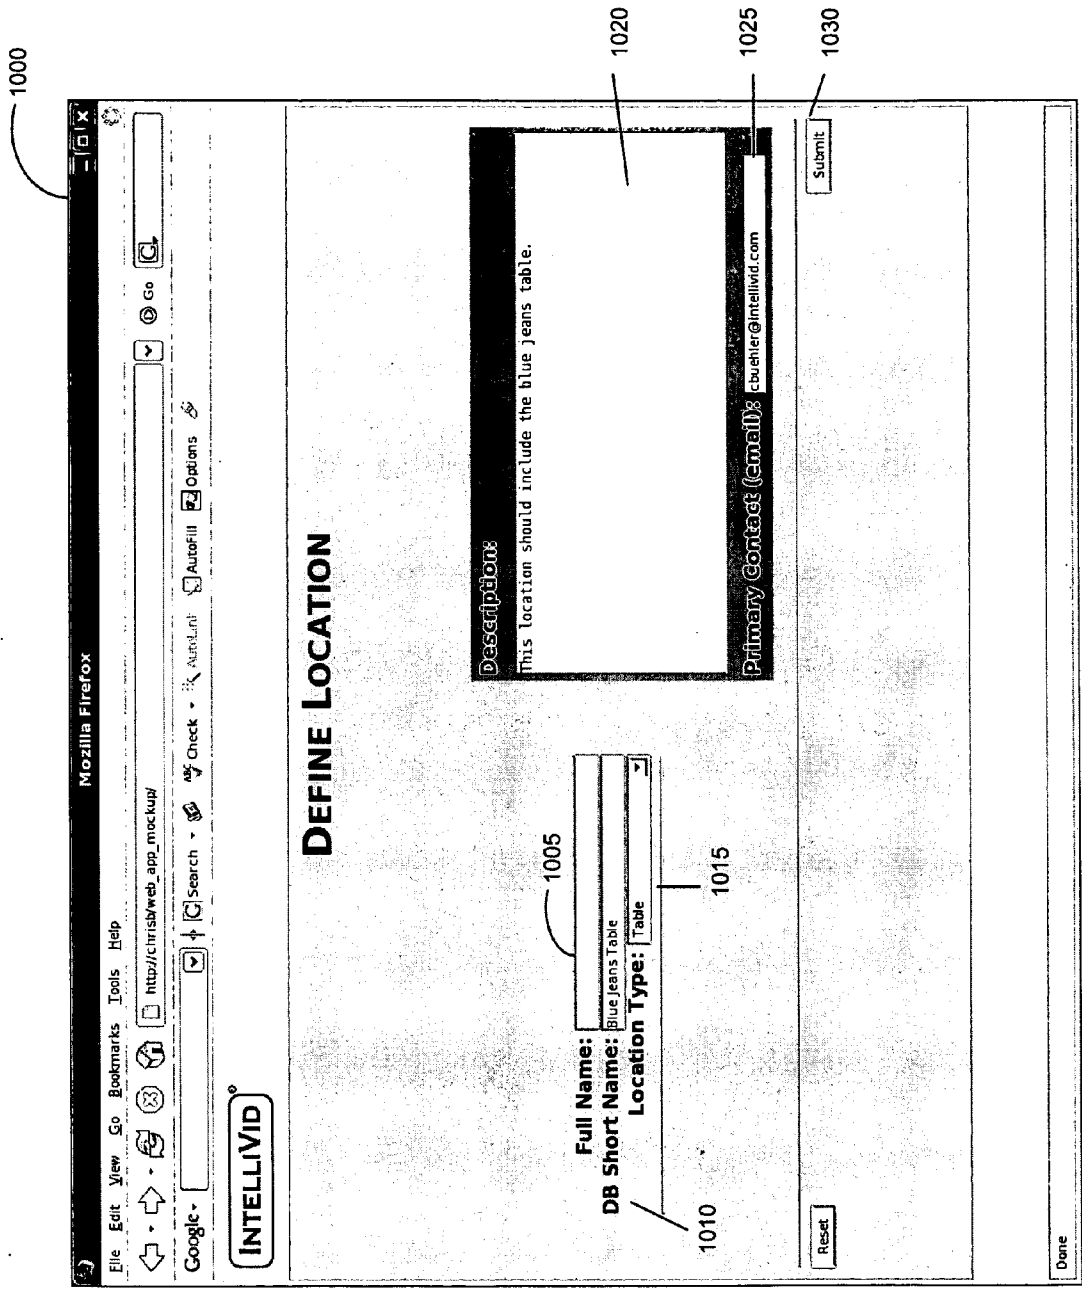 1000
Mozilla Firefox
File Edit View Go Bookmarks Tools Help
http://chrisb/web_app_mockup/
Go
Google Search Check AutoLink AutoFill Options
INTELLIVID
DEFINE LOCATION
Description:
This location should include the blue jeans table.
1020
1005
Full Name:
DB Short Name: Blue Jeans Table
Location Type: Table
1010
1015
Primary Contact (email): cbuehler@intellivid.com
1025
Reset
Submit
1030
Done